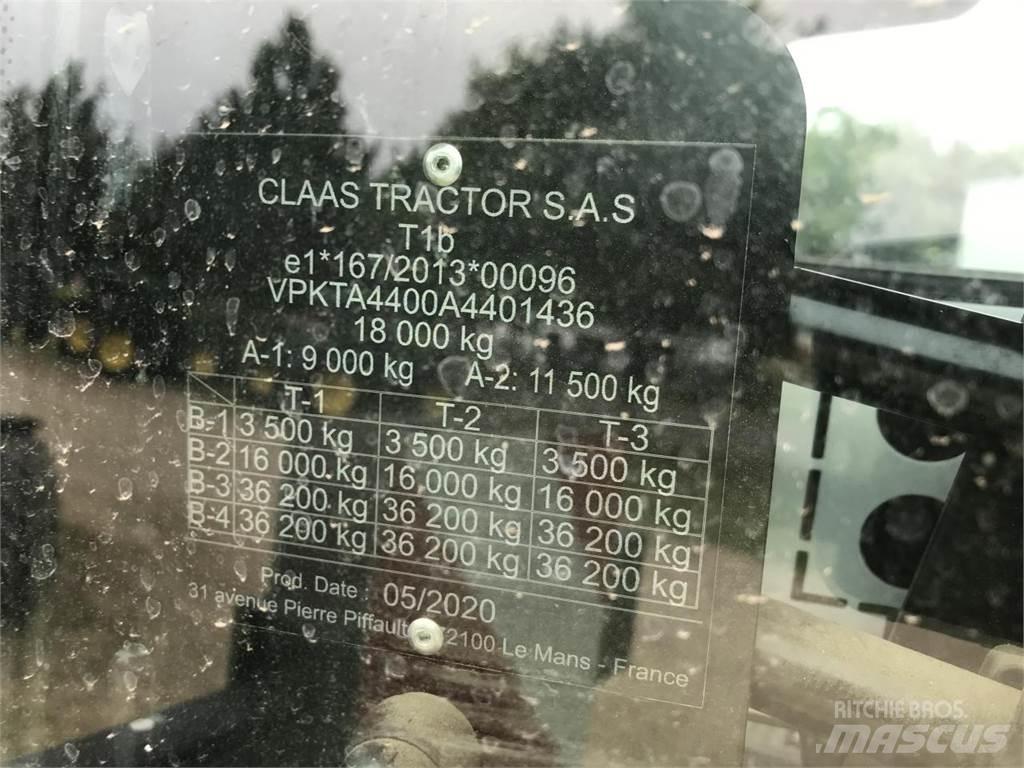 CLAAS TRACTOR S.A.S
T1b
e1*167/2013*00096
VPKTA4400A4401436
18 000 kg
A-1: 9 000 kg A-2: 11 500 kg
T-1 T-2 T-3
B-1 3 500 kg 3 500 kg 3 500 kg
B-2 16 000 kg 16 000 kg 16 000 kg
B-3 36 200 kg 36 200 kg 36 200 kg
B-4 36 200 kg 36 200 kg 36 200 kg
Prod. Date : 05/2020
31 avenue Pierre Piffault 2100 Le Mans - France
RITCHIE BROS.
MASCUS